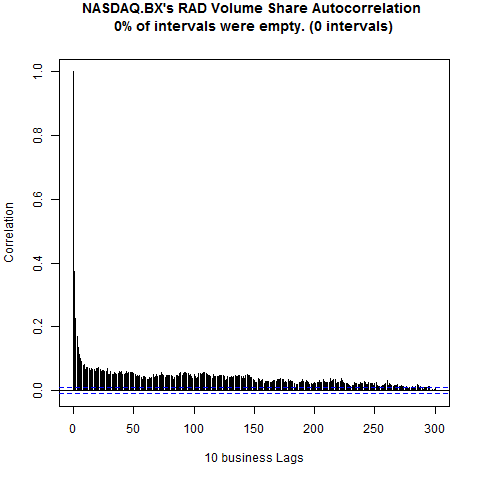 NASDAQ.BX's RAD Volume Share Autocorrelation
0% of intervals were empty. (0 intervals)
1.0
0.8
0.6
0.4
0.2
0.0
Correlation
0 50 100 150 200 250 300
10 business Lags